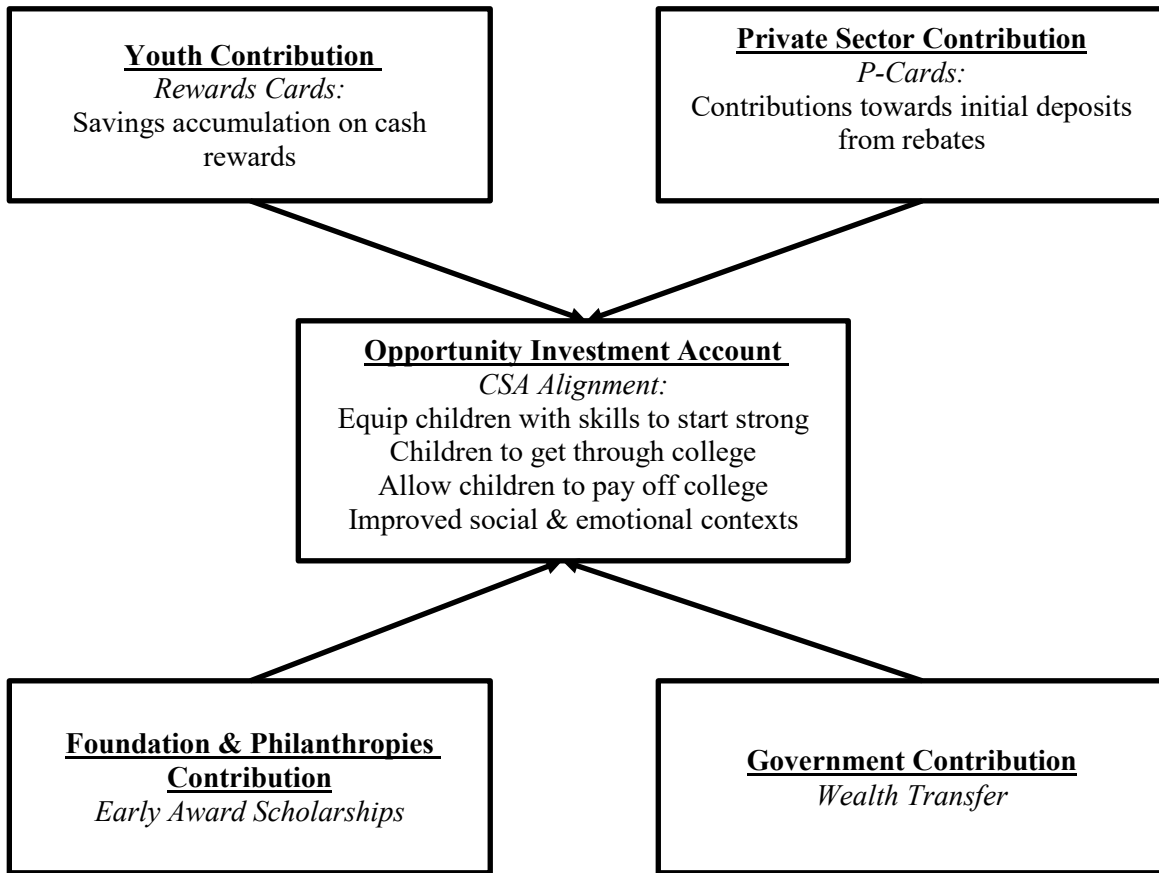 Youth Contribution
Rewards Cards:
Savings accumulation on cash
rewards
Private Sector Contribution
P-Cards:
Contributions towards initial deposits
from rebates
Opportunity Investment Account
CSA Alignment:
Equip children with skills to start strong
Children to get through college
Allow children to pay off college
Improved social & emotional contexts
Foundation & Philanthropies
Contribution
Early Award Scholarships
Government Contribution
Wealth Transfer